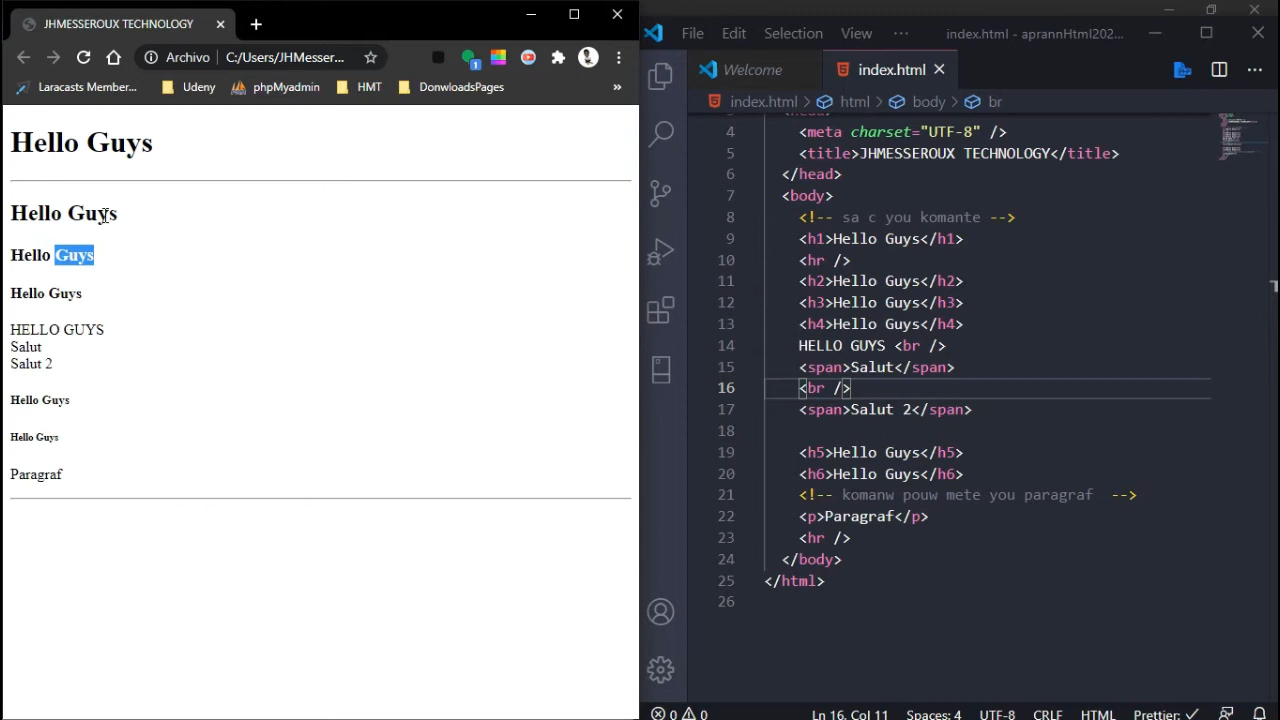 JHMESSEROUX TECHNOLOGY
Archivo C:/Users/JHMesser...
1
Laracasts Member... Udeny phpMyadmin HMT DonwloadsPages »
Hello Guys
Hello Guys
Hello Guys
Hello Guys
HELLO GUYS
Salut
Salut 2
Hello Guys
Hello Guys
Paragraf
File Edit Selection View ... index.html - aprannHtml202...
Welcome index.html
index.html > html > body > br
4 <meta charset="UTF-8" />
5 <title>JHMESSEROUX TECHNOLOGY</title>
6 </head>
7 <body>
8 <!-- sa c you komante -->
9 <h1>Hello Guys</h1>
10 <hr />
11 <h2>Hello Guys</h2>
12 <h3>Hello Guys</h3>
13 <h4>Hello Guys</h4>
14 HELLO GUYS <br />
15 <span>Salut</span>
16 <br />
17 <span>Salut 2</span>
18
19 <h5>Hello Guys</h5>
20 <h6>Hello Guys</h6>
21 <!-- komanw pouw mete you paragraf  -->
22 <p>Paragraf</p>
23 <hr />
24 </body>
25 </html>
26
0 0 Ln 16, Col 11 Spaces: 4 UTF-8 CRLF HTML Prettier: ✓